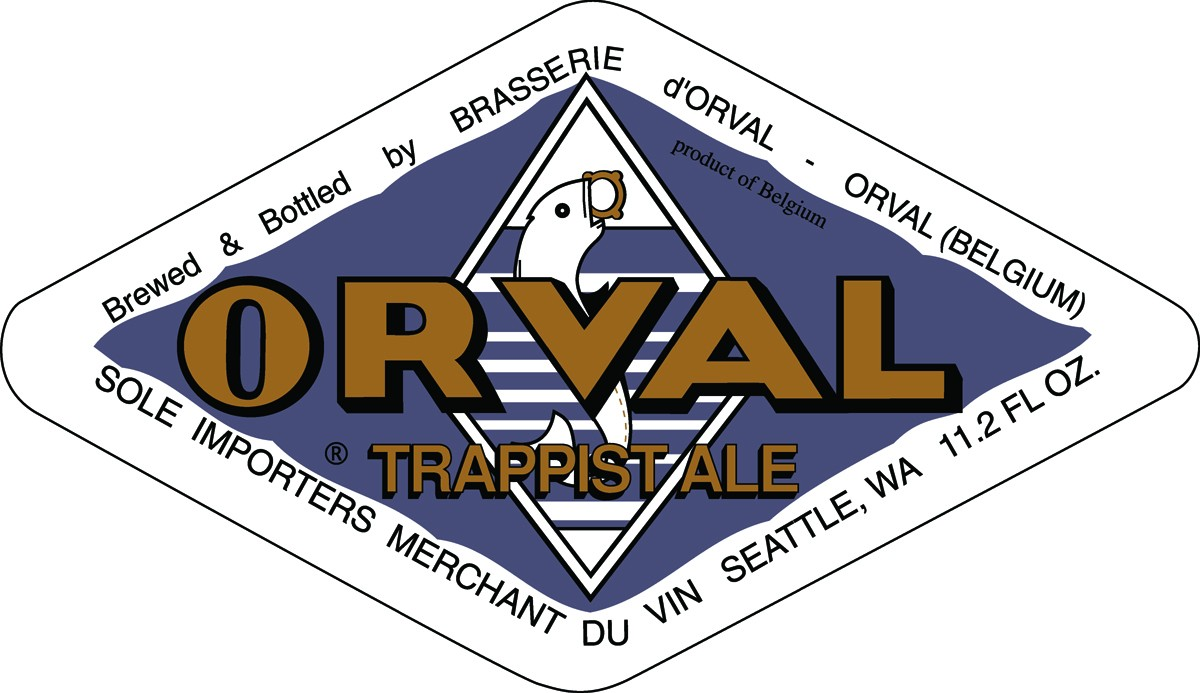 Brewed & Bottled by BRASSERIE d'ORVAL - ORVAL (BELGIUM)
product of Belgium
ORVAL
® TRAPPIST ALE
SOLE IMPORTERS MERCHANT DU VIN SEATTLE, WA 11.2 FL OZ.